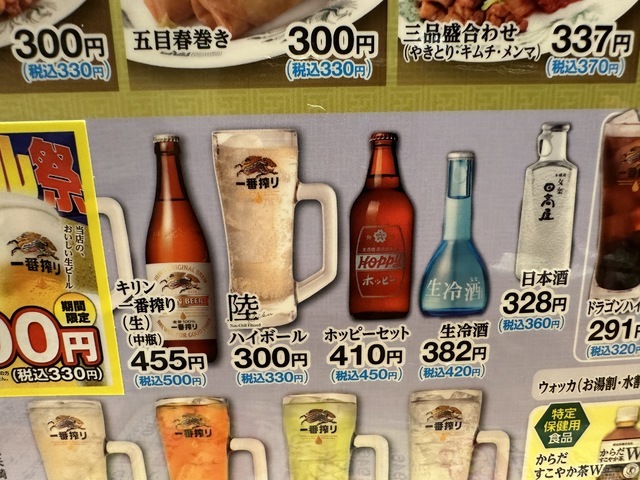 300円
(税込330円)
五目春巻き
300円
(税込330円)
三品盛合わせ
(やきとり・キムチ・メンマ)
337円
(税込370円)
祭
当店の、
おいしい生ビール
一番搾り
期間
限定
00円
(税込330円)
キリン
一番搾り
(生)
(中瓶)
455円
(税込500円)
一番搾り
陸
ハイボール
300円
(税込330円)
HOPPY
ホッピー
ホッピーセット
410円
(税込450円)
生冷酒
生冷酒
382円
(税込420円)
日本酒
328円
(税込360円)
ドラゴンハイ
291円
(税込320
ウォッカ(お湯割・水割
特定
保健用
食品
からだ
すこやか茶W
からだ
すこやか茶W
一番搾り
一番搾り
一番搾り
一番搾り